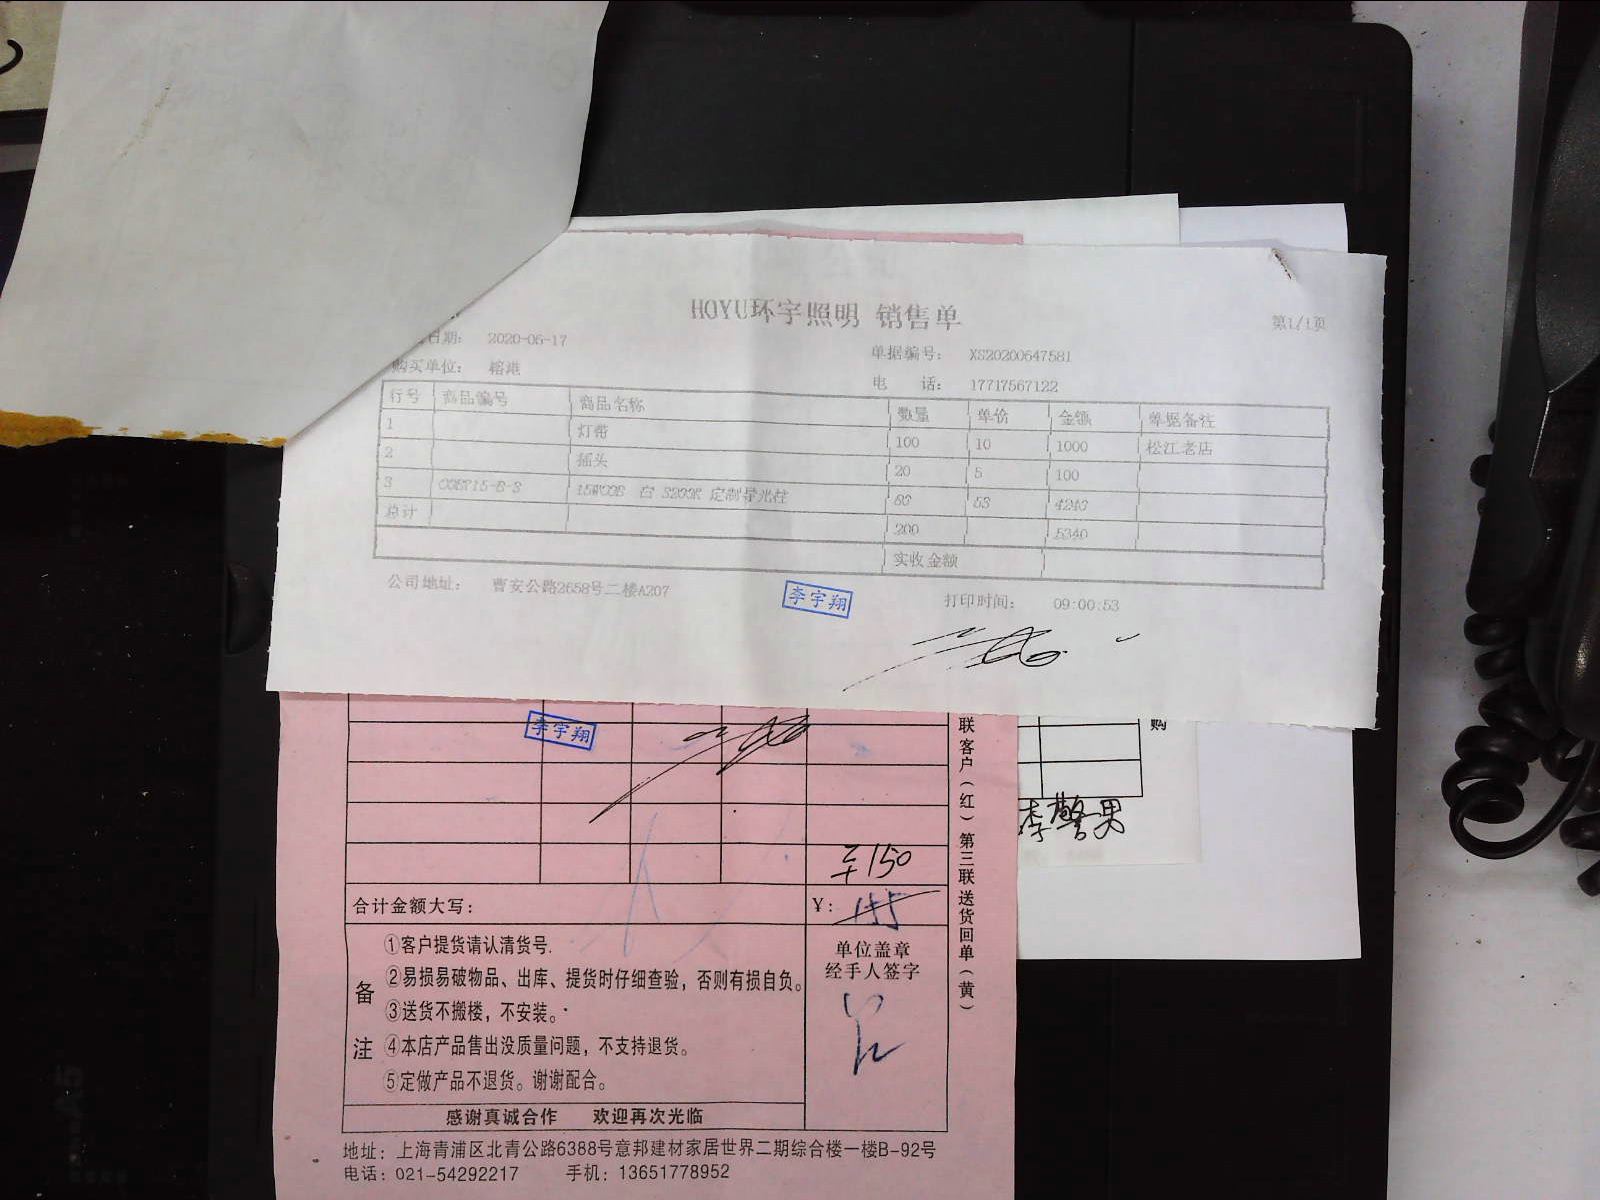 HOYU环宇照明 销售单
第1/1页
日期： 2020-06-17
单据编号： XS20200647581
购买单位： 榕港
电 话： 17717567122
行号 商品编号 商品名称 数量 单价 金额 单据备注
1 灯带 100 10 1000 松江老店
2 插头 20 5 100
3 15WCOB 白 定制导光柱 53
总计 200 5340
实收金额
公司地址： 曹安公路2658号二楼A207
李宇翔
打印时间： 09:00:53
李宇翔
购
李警男
150
合计金额大写： ￥： 155
联客户（红）第三联送货回单（黄）
备注
①客户提货请认清货号.
②易损易破物品、出库、提货时仔细查验，否则有损自负。
③送货不搬楼，不安装。
④本店产品售出没质量问题，不支持退货。
⑤定做产品不退货。谢谢配合。
单位盖章
经手人签字
感谢真诚合作 欢迎再次光临
地址：上海青浦区北青公路6388号意邦建材家居世界二期综合楼一楼B-92号
电话：021-54292217 手机：13651778952